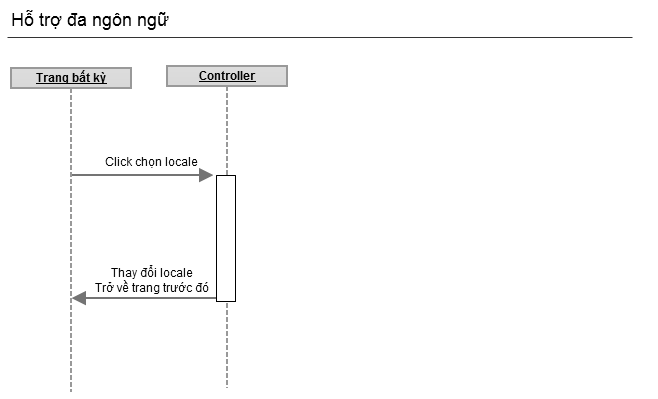 Hỗ trợ đa ngôn ngữ
Trang bất kỳ
Controller
Click chọn locale
Thay đổi locale
Trở về trang trước đó